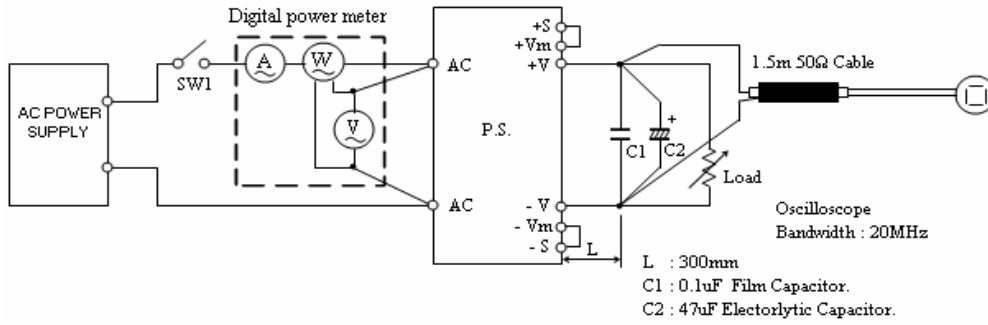 Digital power meter
+S
+Vm
+V
1.5m 50Ω Cable
SW1
A
W
AC
AC POWER
SUPPLY
V
P.S.
+
C1
C2
Load
AC
- V
- Vm
- S
L
Oscilloscope
Bandwidth : 20MHz
L : 300mm
C1 : 0.1uF Film Capacitor.
C2 : 47uF Electorlytic Capacitor.